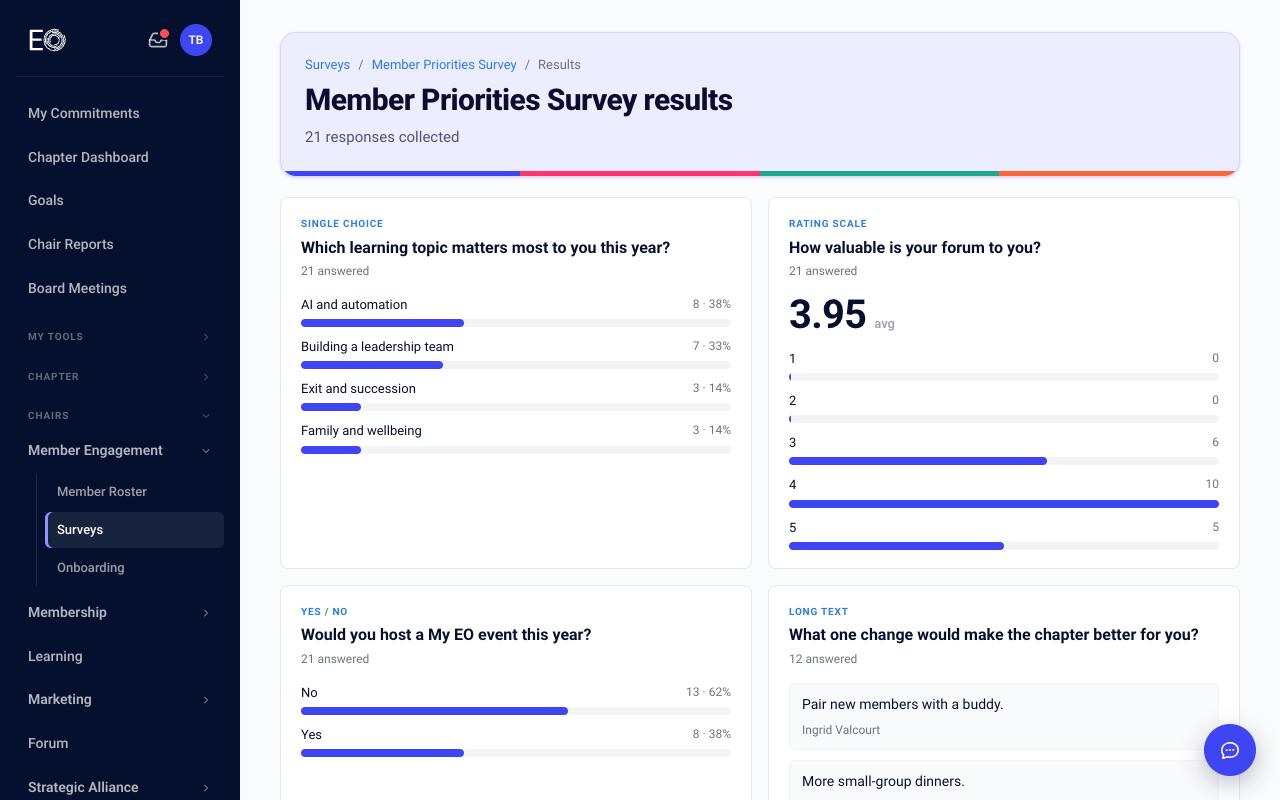 EO
TB
My Commitments
Chapter Dashboard
Goals
Chair Reports
Board Meetings
MY TOOLS
CHAPTER
CHAIRS
Member Engagement
Member Roster
Surveys
Onboarding
Membership
Learning
Marketing
Forum
Strategic Alliance
Surveys / Member Priorities Survey / Results
Member Priorities Survey results
21 responses collected
SINGLE CHOICE
Which learning topic matters most to you this year?
21 answered
AI and automation 8 · 38%
Building a leadership team 7 · 33%
Exit and succession 3 · 14%
Family and wellbeing 3 · 14%
RATING SCALE
How valuable is your forum to you?
21 answered
3.95 avg
1 0
2 0
3 6
4 10
5 5
YES / NO
Would you host a My EO event this year?
21 answered
No 13 · 62%
Yes 8 · 38%
LONG TEXT
What one change would make the chapter better for you?
12 answered
Pair new members with a buddy.
Ingrid Valcourt
More small-group dinners.